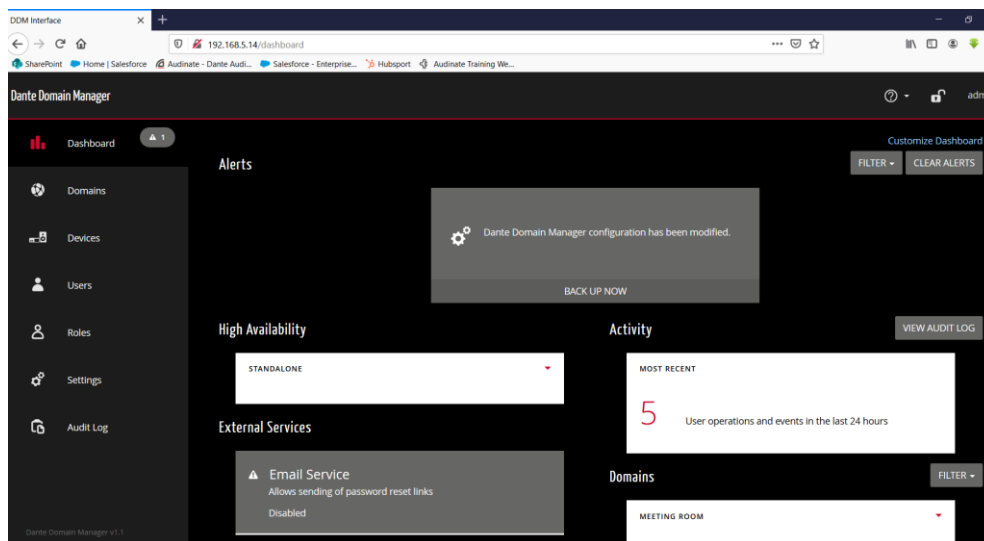 DDM Interface
192.168.5.14/dashboard
SharePoint Home | Salesforce Audinate - Dante Audi... Salesforce - Enterprise... Hubsport Audinate Training We...
Dante Domain Manager
adm
Dashboard
1
Domains
Devices
Users
Roles
Settings
Audit Log
Dante Domain Manager v1.1
Customize Dashboard
Alerts
FILTER
CLEAR ALERTS
Dante Domain Manager configuration has been modified.
BACK UP NOW
High Availability
STANDALONE
External Services
Email Service
Allows sending of password reset links
Disabled
Activity
VIEW AUDIT LOG
MOST RECENT
5
User operations and events in the last 24 hours
Domains
FILTER
MEETING ROOM